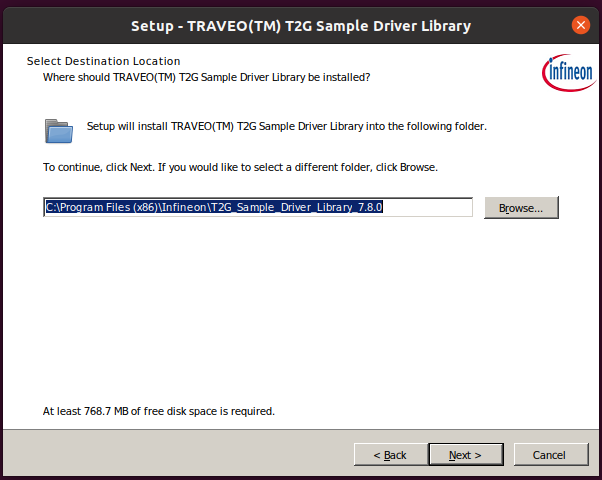 Setup - TRAVEO(TM) T2G Sample Driver Library
Select Destination Location
Where should TRAVEO(TM) T2G Sample Driver Library be installed?
infineon
Setup will install TRAVEO(TM) T2G Sample Driver Library into the following folder.
To continue, click Next. If you would like to select a different folder, click Browse.
C:\Program Files (x86)\Infineon\T2G_Sample_Driver_Library_7.8.0
Browse...
At least 768.7 MB of free disk space is required.
< Back
Next >
Cancel